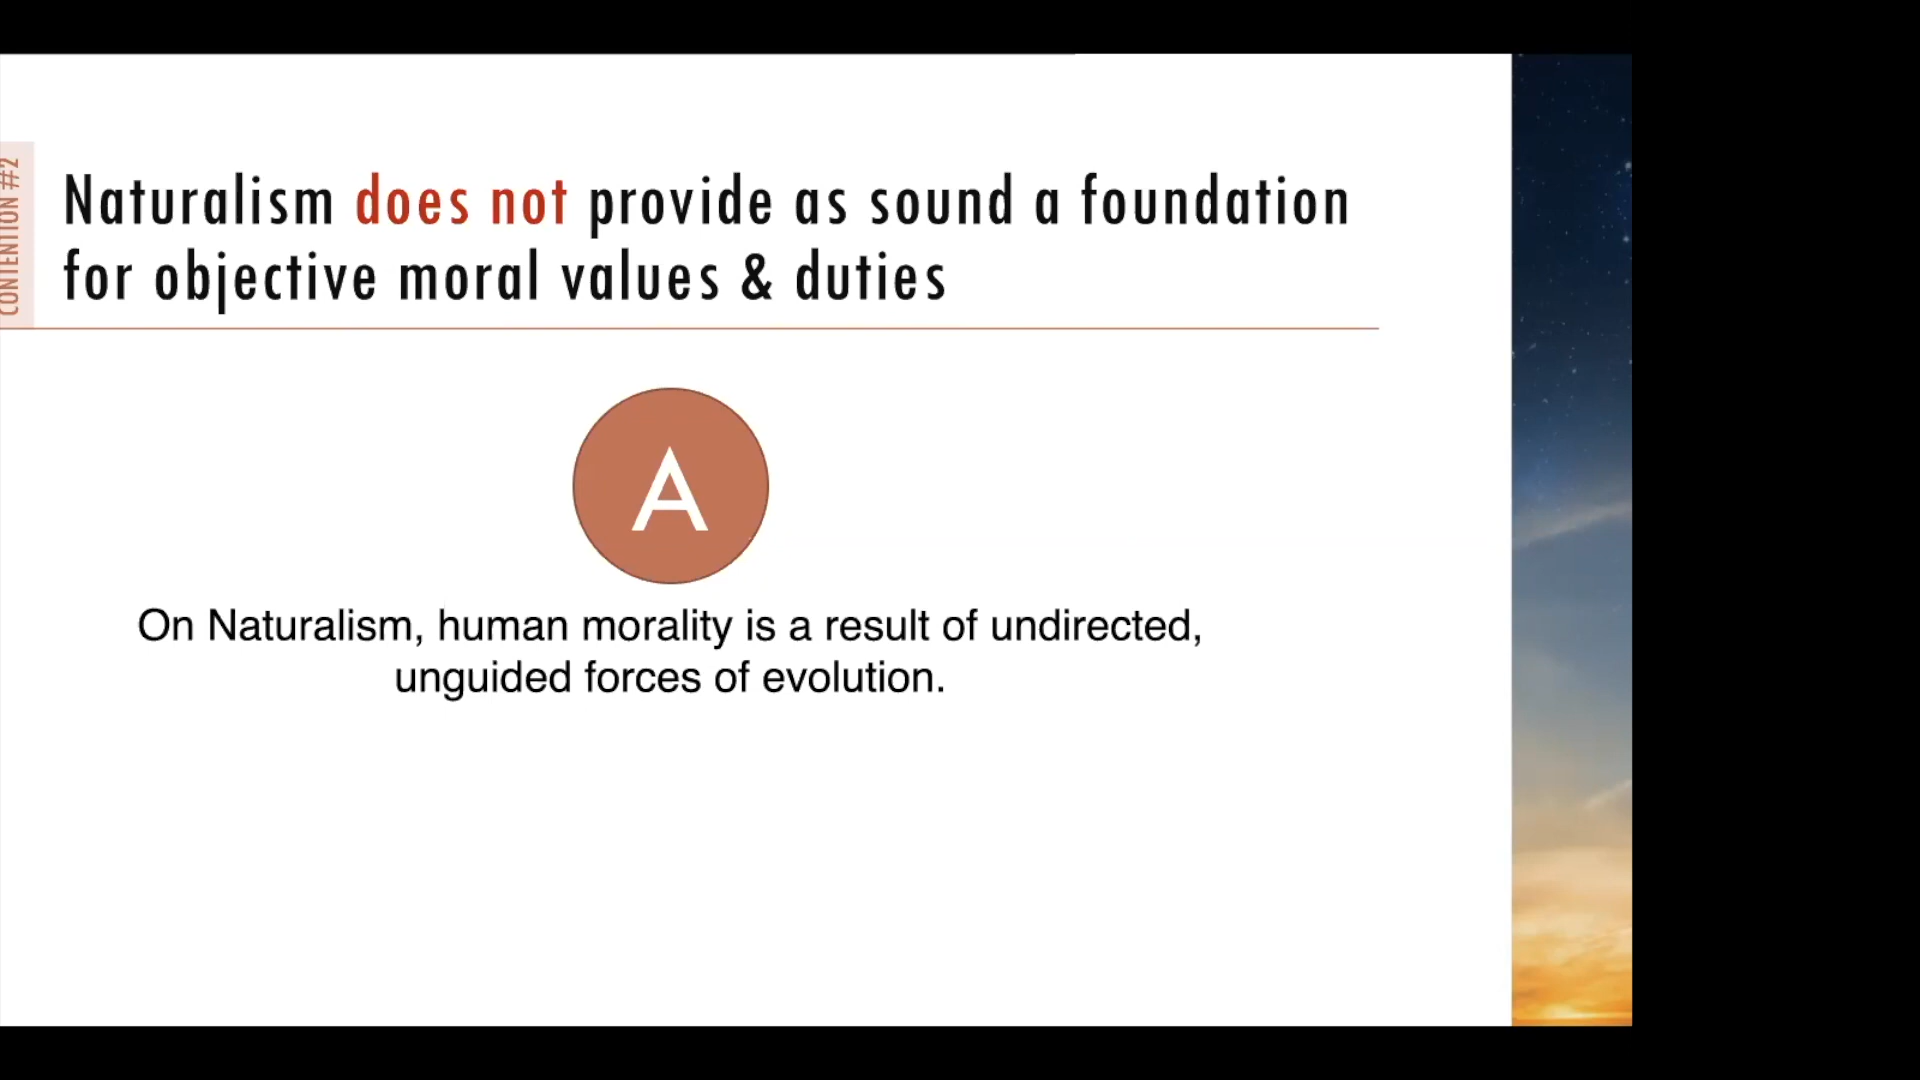 CONTENTION #2
Naturalism does not provide as sound a foundation
for objective moral values & duties
A
On Naturalism, human morality is a result of undirected,
unguided forces of evolution.